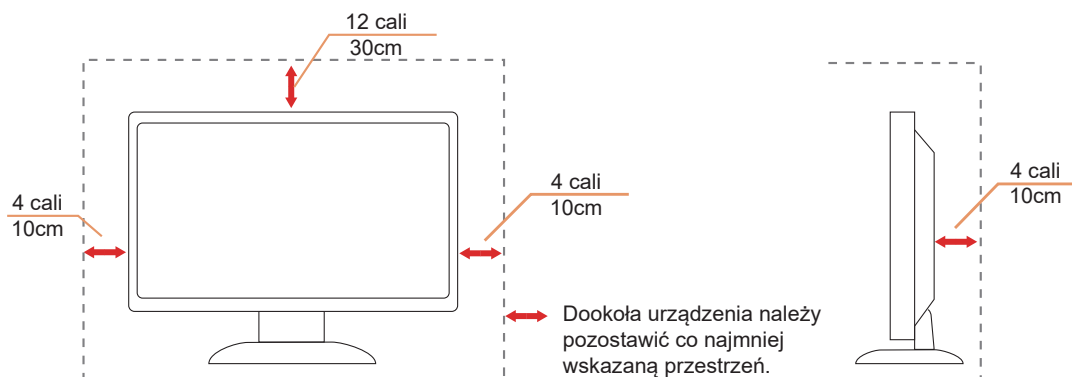 12 cali
30cm
4 cali
10cm
4 cali
10cm
4 cali
10cm
Dookoła urządzenia należy
pozostawić co najmniej
wskazaną przestrzeń.